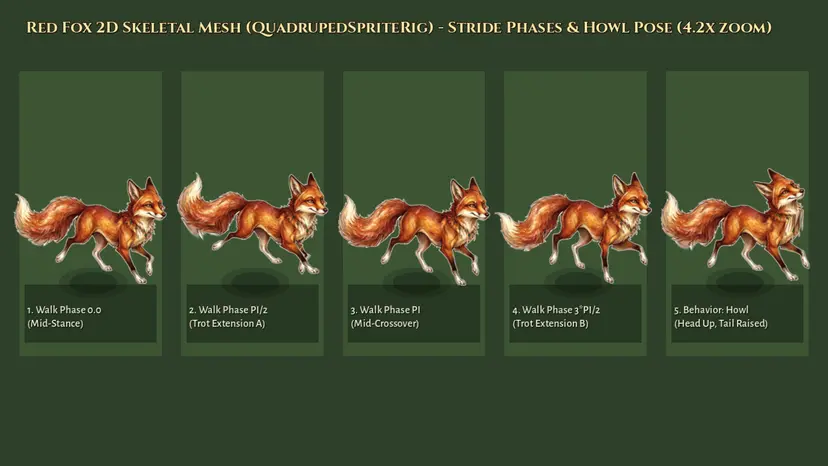 Red Fox 2D Skeletal Mesh (QuadrupedSpriteRig) - Stride Phases & Howl Pose (4.2x zoom)
1. Walk Phase 0.0
(Mid-Stance)
2. Walk Phase PI/2
(Trot Extension A)
3. Walk Phase PI
(Mid-Crossover)
4. Walk Phase 3*PI/2
(Trot Extension B)
5. Behavior: Howl
(Head Up, Tail Raised)